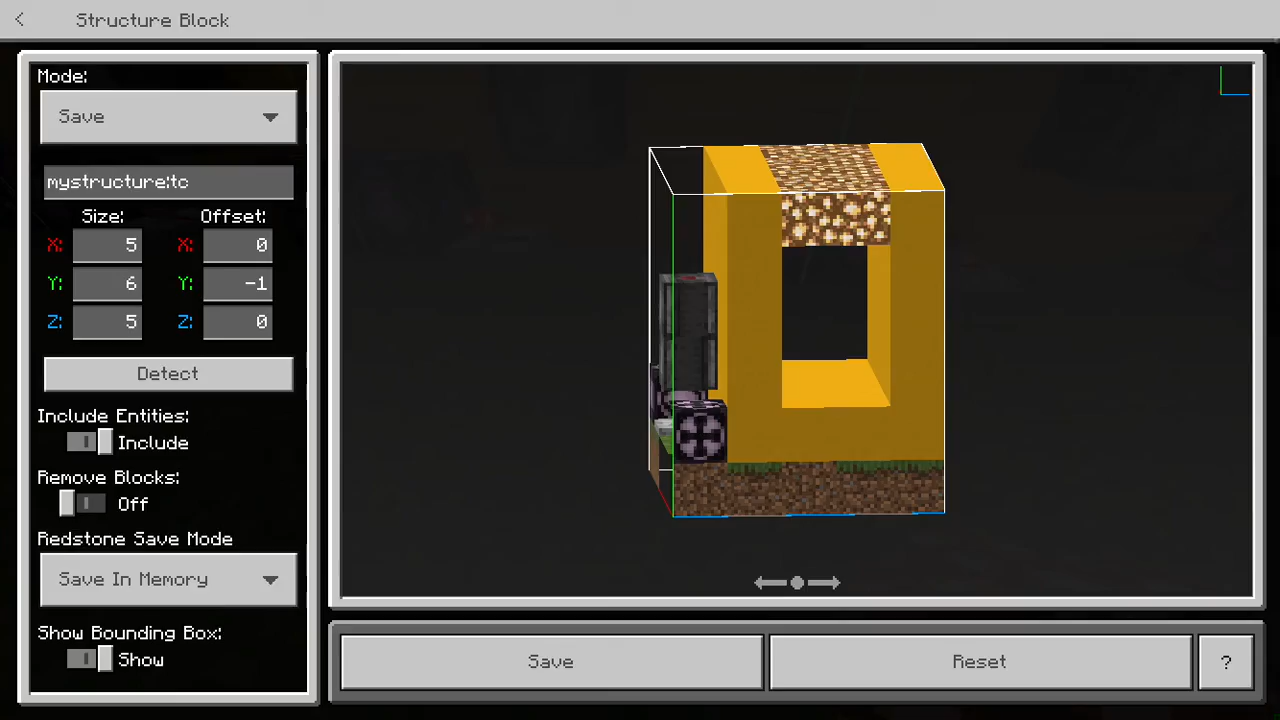 Structure Block
Mode:
Save
mystructure:tc
Size: Offset:
X: 5 X: 0
Y: 6 Y: -1
Z: 5 Z: 0
Detect
Include Entities:
Include
Remove Blocks:
Off
Redstone Save Mode
Save In Memory
Show Bounding Box:
Show
Save Reset ?